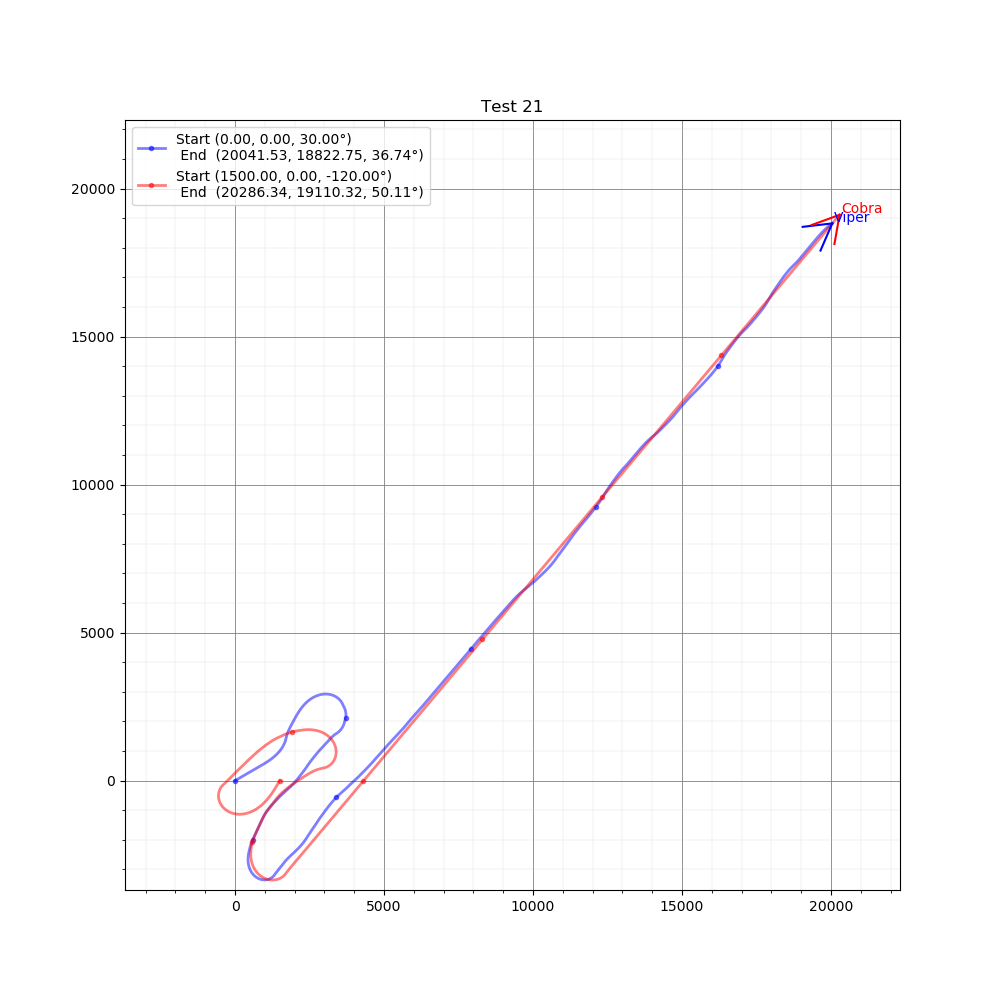 Test 21
Start (0.00, 0.00, 30.00°)
End (20041.53, 18822.75, 36.74°)
Start (1500.00, 0.00, -120.00°)
End (20286.34, 19110.32, 50.11°)
20000
15000
10000
5000
0
Cobra
Viper
0
5000
10000
15000
20000